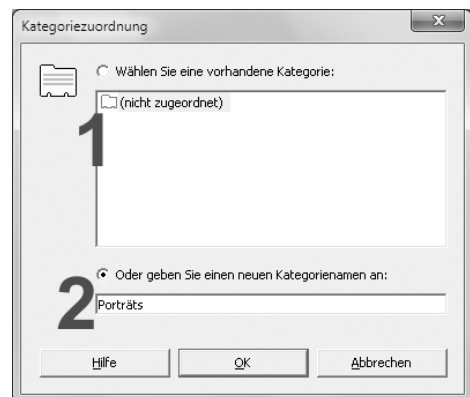 Kategoriezuordnung
Wählen Sie eine vorhandene Kategorie:
(nicht zugeordnet)
1
Oder geben Sie einen neuen Kategorienamen an:
2
Porträts
Hilfe
OK
Abbrechen